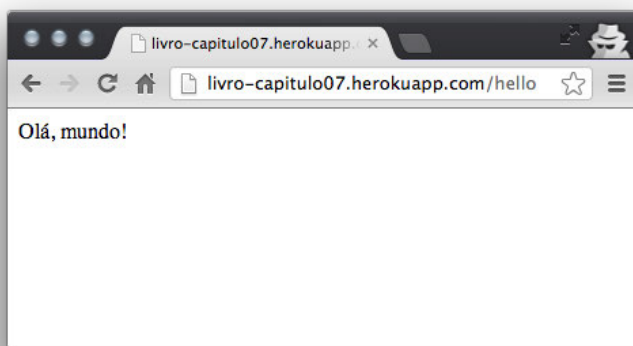 livro-capitulo07.herokuapp.c
livro-capitulo07.herokuapp.com/hello
Olá, mundo!